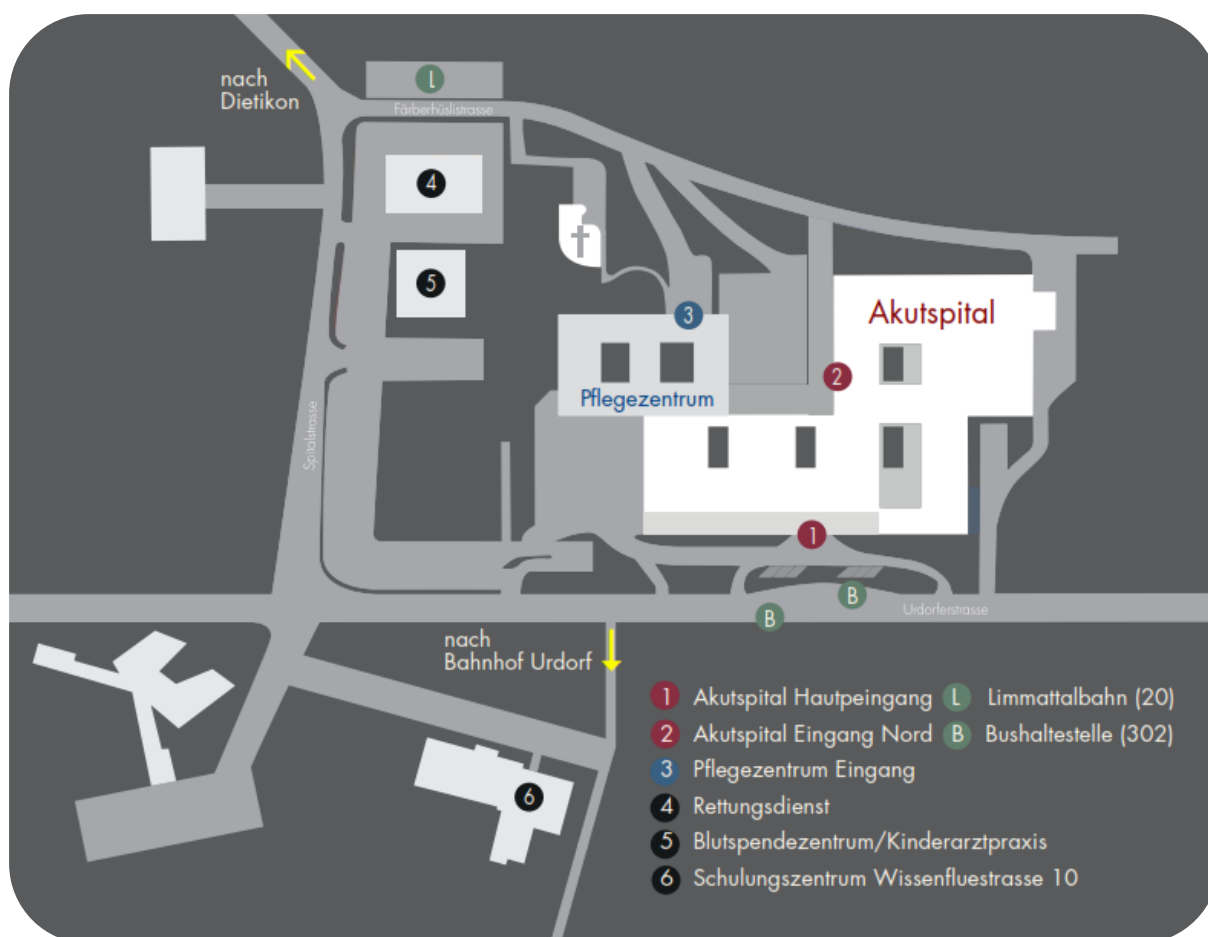 nach
Dietikon
L
Färberhüslistrasse
4
5
3
Akutspital
2
Pflegezentrum
Spitalstrasse
1
B
B
Urdorferstrasse
nach
Bahnhof Urdorf
6
1 Akutspital Hautpeingang L Limmattalbahn (20)
2 Akutspital Eingang Nord B Bushaltestelle (302)
3 Pflegezentrum Eingang
4 Rettungsdienst
5 Blutspendezentrum/Kinderarztpraxis
6 Schulungszentrum Wissenfluestrasse 10